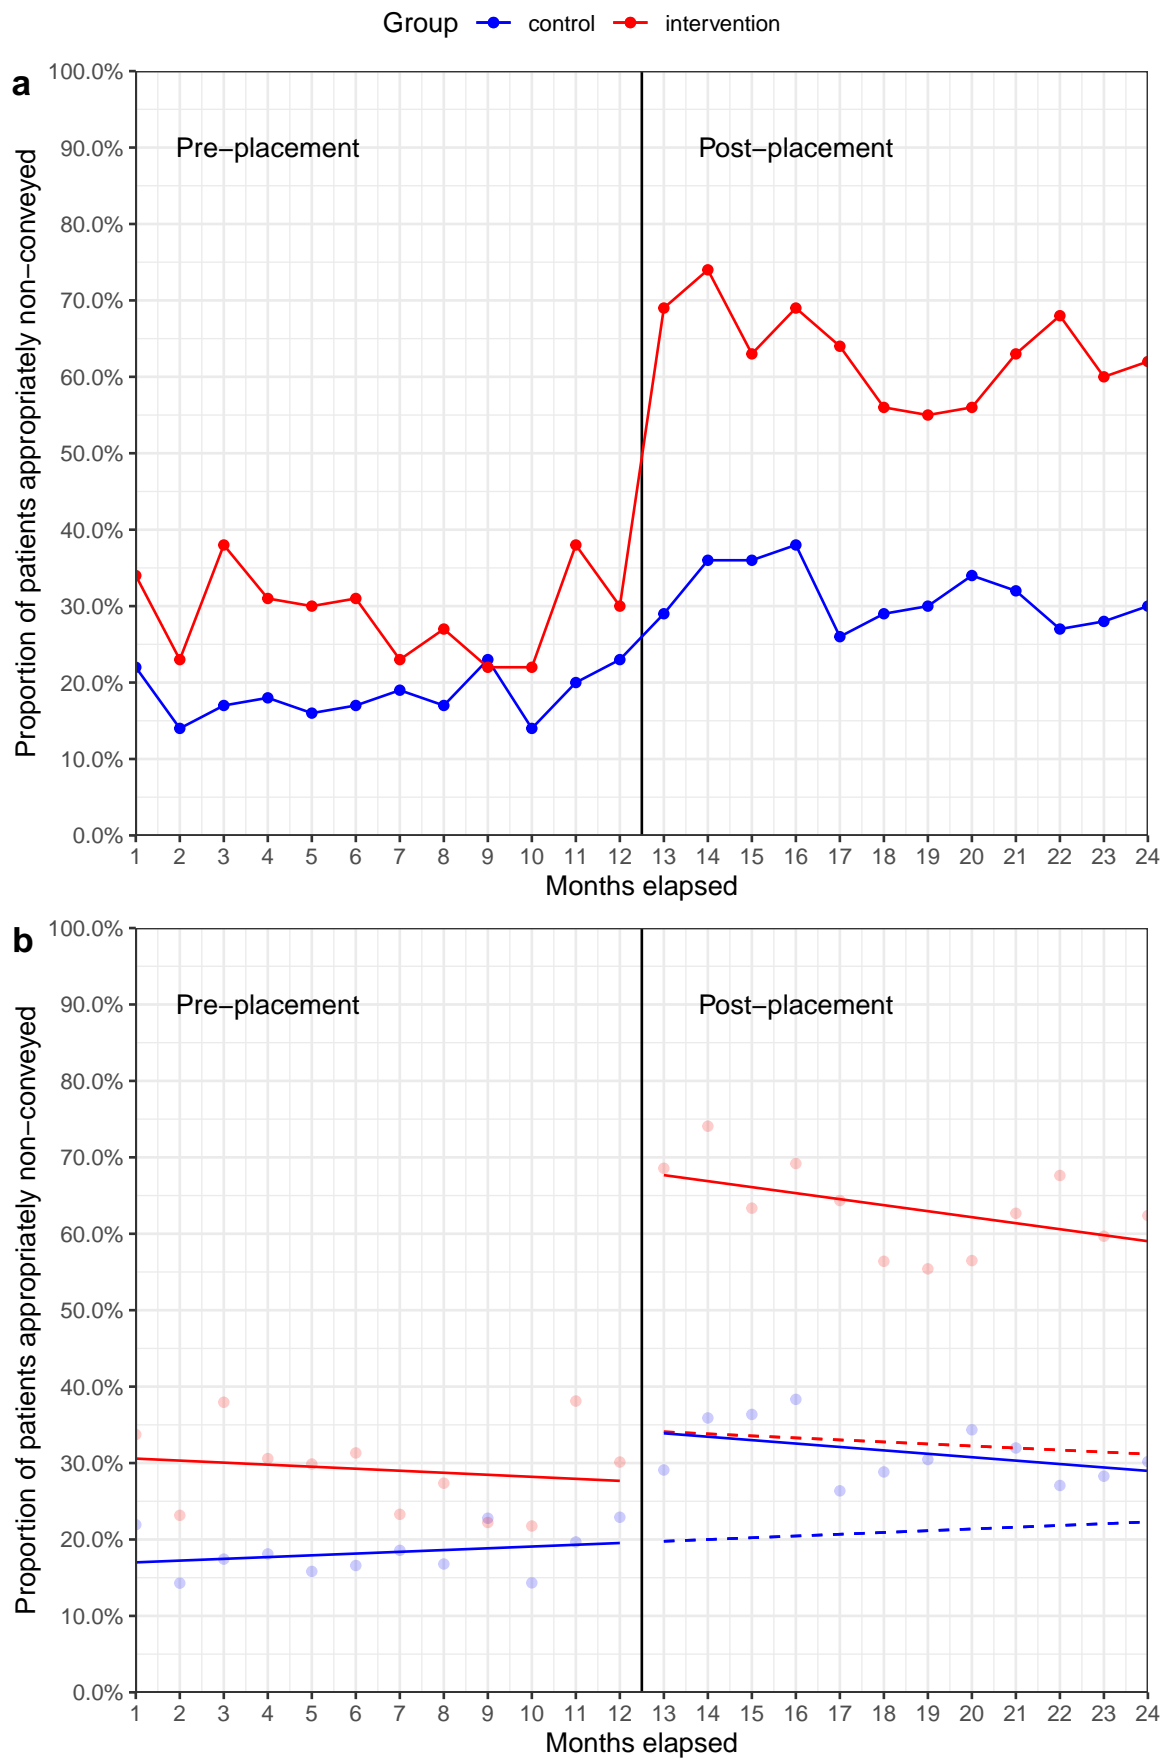 Group control intervention
a
Proportion of patients appropriately non−conveyed
100.0%
90.0%
80.0%
70.0%
60.0%
50.0%
40.0%
30.0%
20.0%
10.0%
0.0%
Pre−placement Post−placement
1 2 3 4 5 6 7 8 9 10 11 12 13 14 15 16 17 18 19 20 21 22 23 24
Months elapsed
b
Proportion of patients appropriately non−conveyed
100.0%
90.0%
80.0%
70.0%
60.0%
50.0%
40.0%
30.0%
20.0%
10.0%
0.0%
Pre−placement Post−placement
1 2 3 4 5 6 7 8 9 10 11 12 13 14 15 16 17 18 19 20 21 22 23 24
Months elapsed